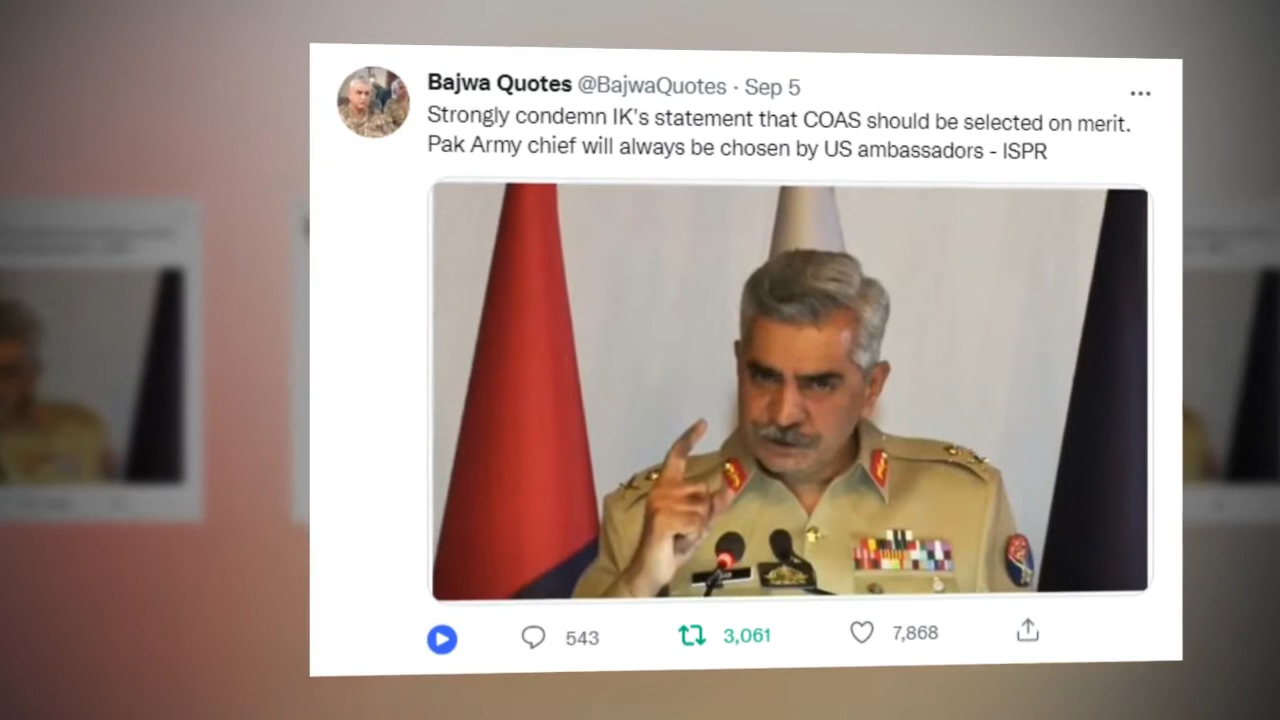 Bajwa Quotes @BajwaQuotes · Sep 5
Strongly condemn IK's statement that COAS should be selected on merit.
Pak Army chief will always be chosen by US ambassadors - ISPR
543
3,061
7,868